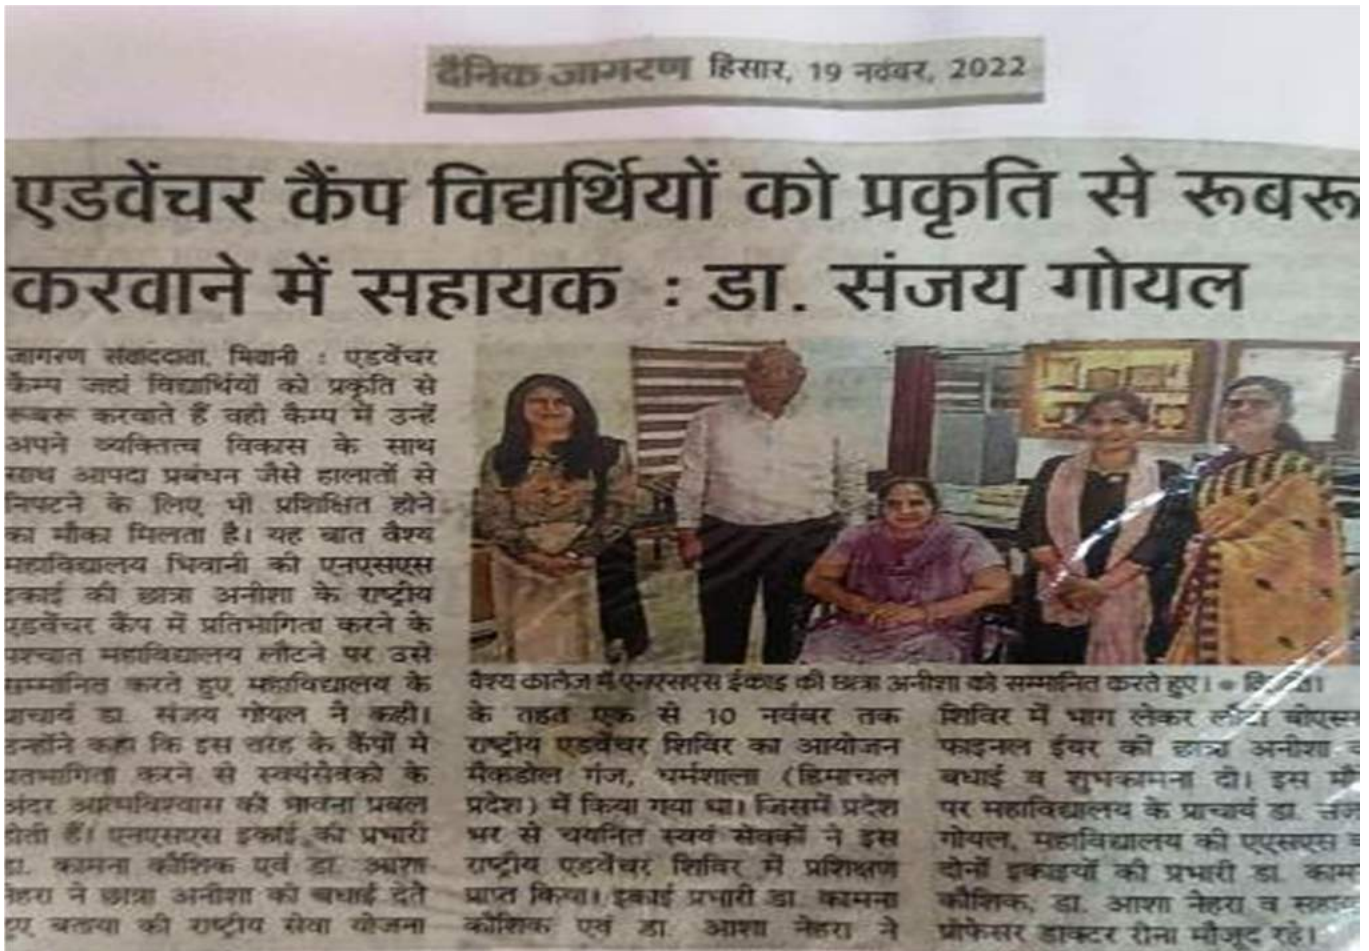 दैनिक जागरण हिसार, 19 नवंबर, 2022
एडवेंचर कैंप विद्यर्थियों को प्रकृति से रूबरू
करवाने में सहायक : डा. संजय गोयल
जागरण संवाददाता, भिवानी : एडवेंचर
कैम्प जहां विद्यार्थियों को प्रकृति से
रूबरू करवाते हैं वही कैम्प में उन्हें
अपने व्यक्तित्व विकास के साथ
साथ आपदा प्रबंधन जैसे हालातों से
निपटने के लिए भी प्रशिक्षित होने
का मौका मिलता है। यह बात वैश्य
महाविद्यालय भिवानी की एनएसएस
इकाई की छात्रा अनीशा के राष्ट्रीय
एडवेंचर कैंप में प्रतिभागिता करने के
पश्चात महाविद्यालय लौटने पर उसे
सम्मानित करते हुए महाविद्यालय के
प्राचार्य डा. संजय गोयल ने कही।
उन्होंने कहा कि इस तरह के कैंपों में
प्रतभागिता करने से स्वयंसेवकों के
अंदर आत्मविश्वास की भावना प्रबल
होती हैं। एनएसएस इकाई की प्रभारी
डा. कामना कौशिक एवं डा. आशा
नेहरा ने छात्रा अनीशा को बधाई देते
हुए बताया की राष्ट्रीय सेवा योजना
वैश्य कालेज में एनएसएस ईकाइ की छात्रा अनीशा को सम्मानित करते हुए। ●
के तहत एक से 10 नवंबर तक
राष्ट्रीय एडवेंचर शिविर का आयोजन
मैकडोल गंज, धर्मशाला (हिमाचल
प्रदेश) में किया गया था। जिसमें प्रदेश
भर से चयनित स्वयं सेवकों ने इस
राष्ट्रीय एडवेंचर शिविर में प्रशिक्षण
प्राप्त किया। इकाई प्रभारी डा. कामना
कौशिक एवं डा. आशा नेहरा ने
शिविर में भाग लेकर लौटी
फाइनल ईयर की छात्रा अनीशा
बधाई व शुभकामना दी। इस
पर महाविद्यालय के प्राचार्य डा.
गोयल, महाविद्यालय की एएसएस
दोनों इकाइयों की प्रभारी डा.
कौशिक, डा. आशा नेहरा व
प्रोफेसर डाक्टर रीना मौजूद रहे।